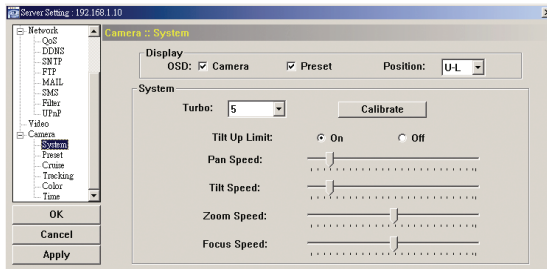 Server Setting : 192.168.1.10
Network
QoS
DDNS
SNTP
FTP
MAIL
SMS
Filter
UPnP
Video
Camera
System
Preset
Cruise
Tracking
Color
Time
OK
Cancel
Apply
Camera :: System
Display
OSD: Camera Preset Position: U-L
System
Turbo: 5 Calibrate
Tilt Up Limit: On Off
Pan Speed:
Tilt Speed:
Zoom Speed:
Focus Speed: